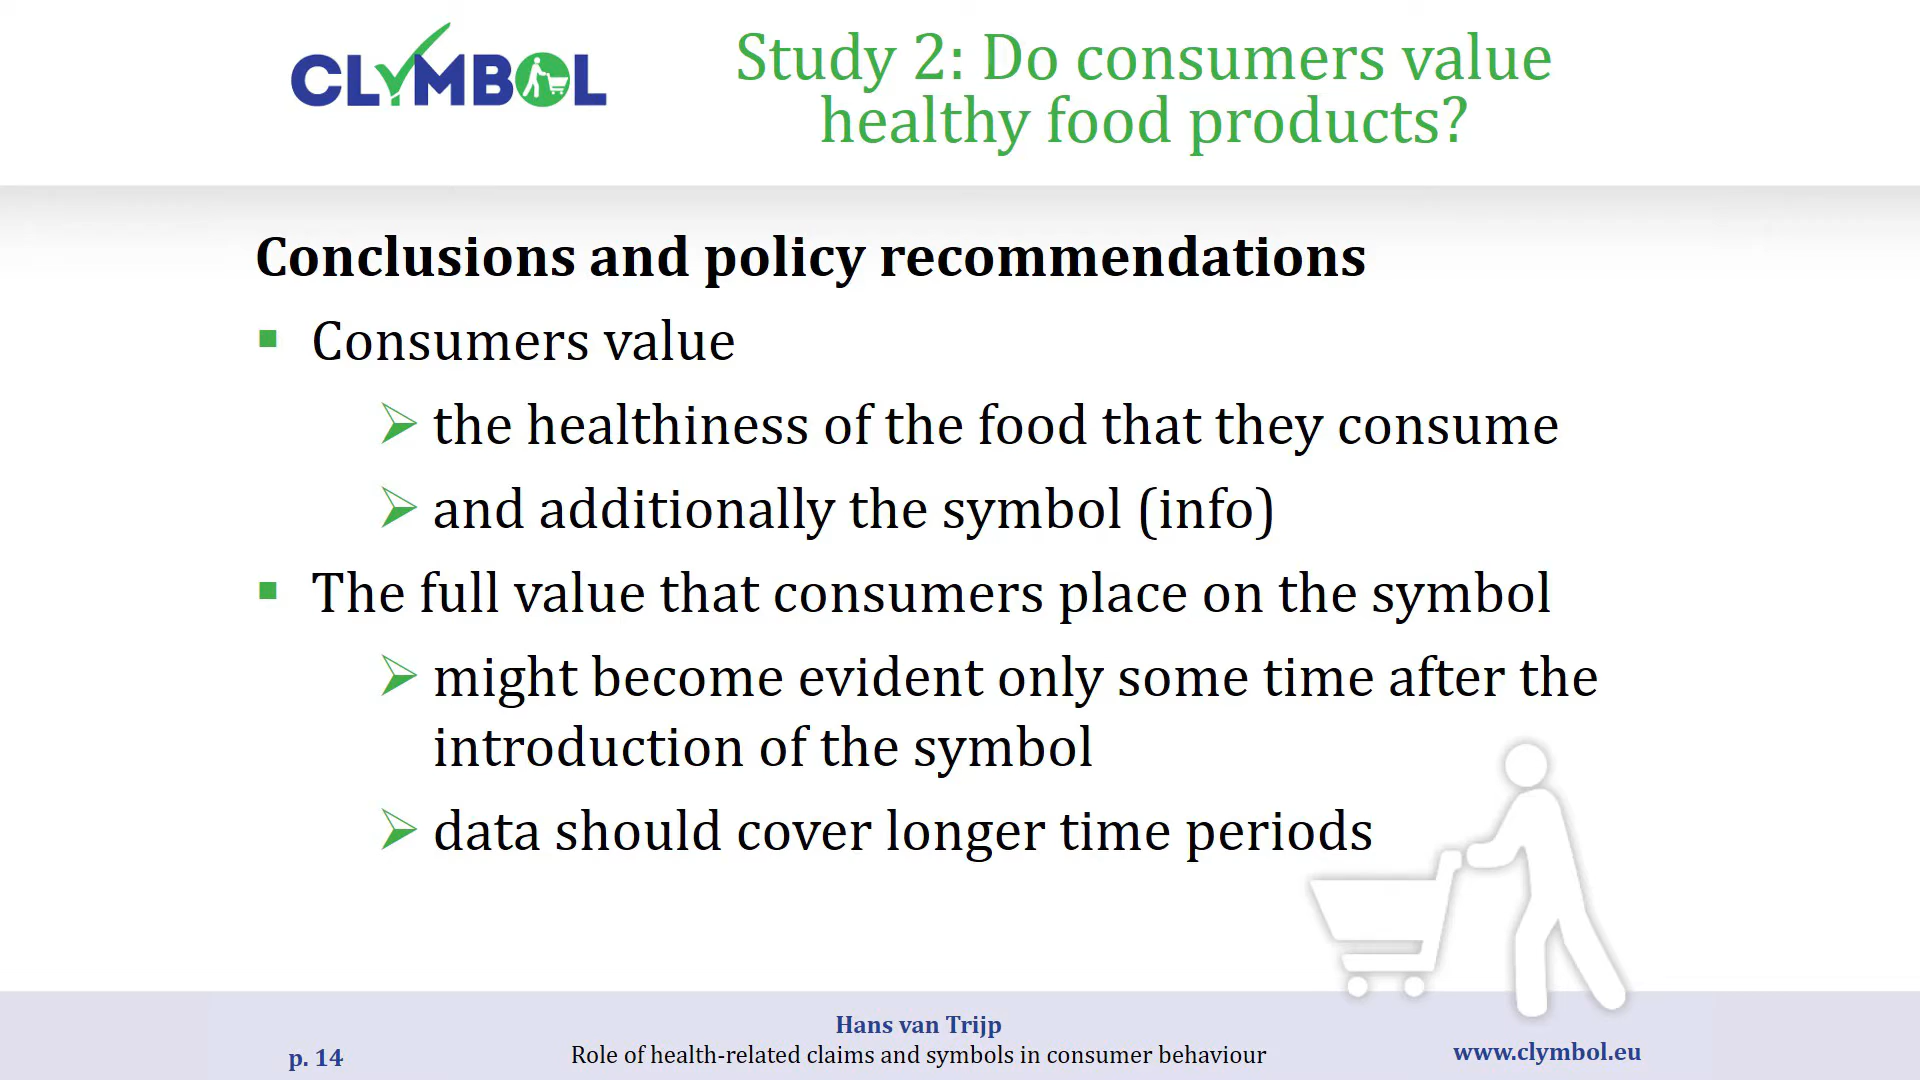 CLYMBOL
Study 2: Do consumers value
healthy food products?
Conclusions and policy recommendations
Consumers value
the healthiness of the food that they consume
and additionally the symbol (info)
The full value that consumers place on the symbol
might become evident only some time after the
introduction of the symbol
data should cover longer time periods
Hans van Trijp
p. 14
Role of health-related claims and symbols in consumer behaviour
www.clymbol.eu